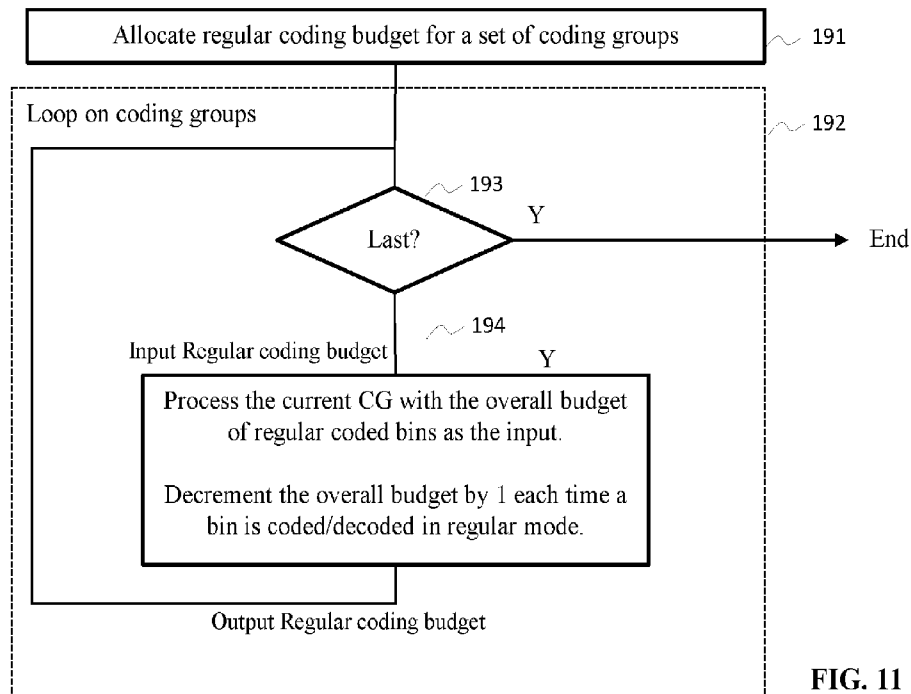 Allocate regular coding budget for a set of coding groups
191
Loop on coding groups
192
193
Y
Last?
End
194
Input Regular coding budget
Y
Process the current CG with the overall budget
of regular coded bins as the input.
Decrement the overall budget by 1 each time a
bin is coded/decoded in regular mode.
Output Regular coding budget
FIG. 11